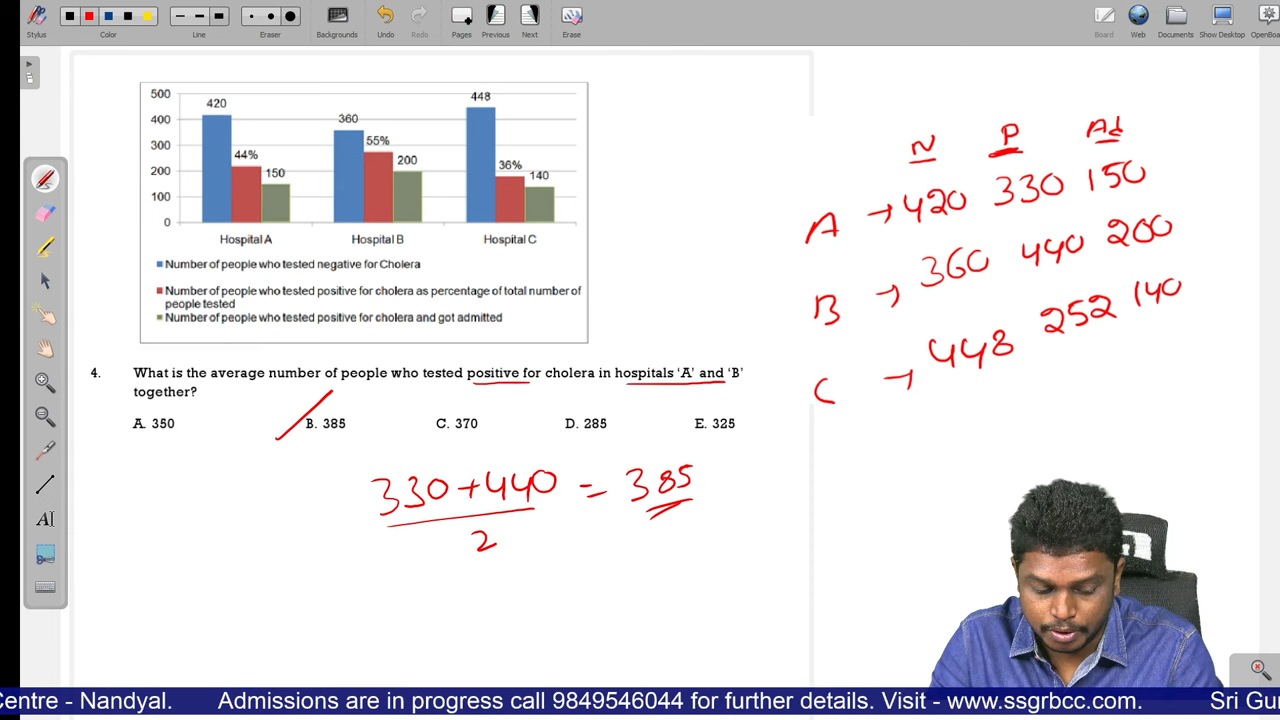 Stylus Color Line Eraser Backgrounds Undo Redo Pages Previous Next Erase Board Web Documents Show Desktop OpenBoa
500
400
300
200
100
0
420
44%
150
360
55%
200
448
36%
140
Hospital A Hospital B Hospital C
Number of people who tested negative for Cholera
Number of people who tested positive for cholera as percentage of total number of
people tested
Number of people who tested positive for cholera and got admitted
N P Ad
A → 420 330 150
B → 360 440 200
C → 448 252 140
4. What is the average number of people who tested positive for cholera in hospitals ‘A’ and ‘B’
together?
A. 350 B. 385 C. 370 D. 285 E. 325
330+440 = 385
2
Centre - Nandyal. Admissions are in progress call 9849546044 for further details. Visit - www.ssgrbcc.com. Sri Gu